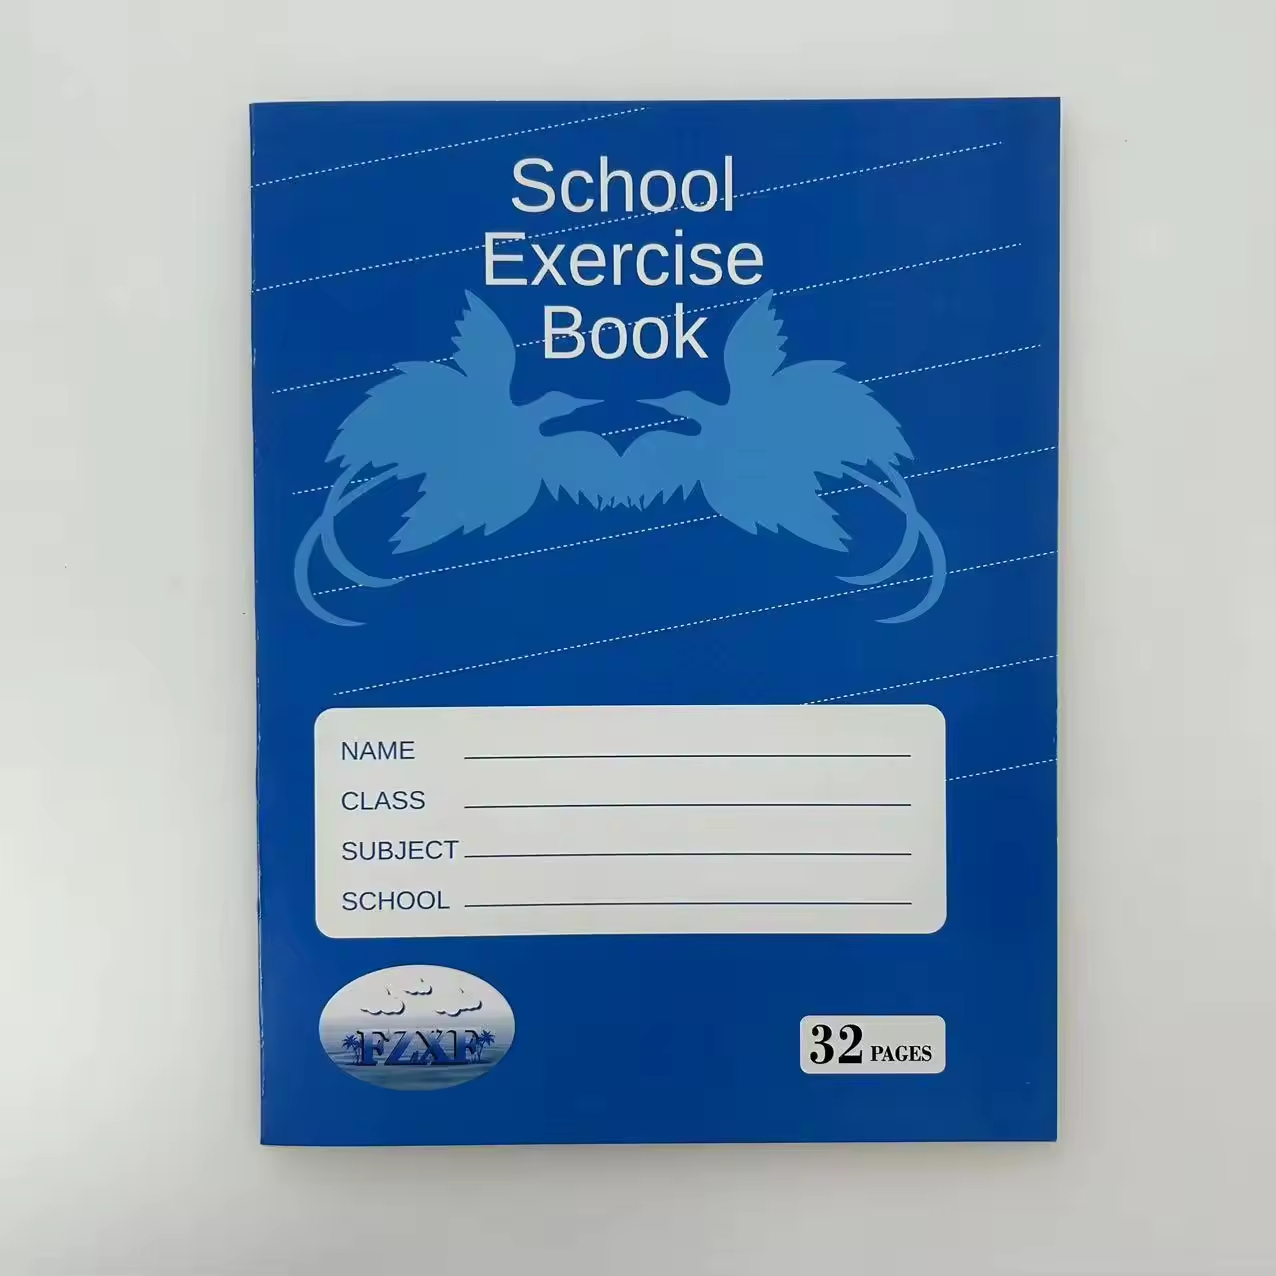 School
Exercise
Book
NAME
CLASS
SUBJECT
SCHOOL
FZXF
32 PAGES